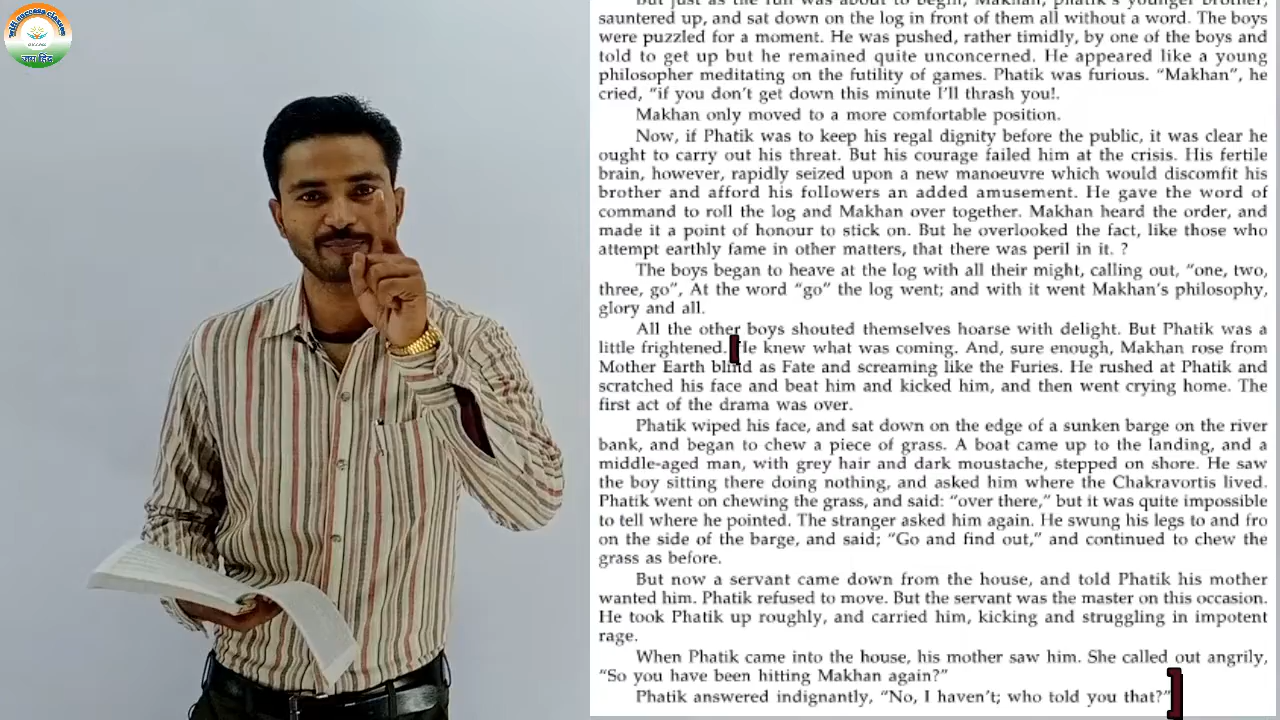 will success classes
SUCCESS
जय हिंद
But just as the fun was about to begin, Makhan, Phatik's younger brother,
sauntered up, and sat down on the log in front of them all without a word. The boys
were puzzled for a moment. He was pushed, rather timidly, by one of the boys and
told to get up but he remained quite unconcerned. He appeared like a young
philosopher meditating on the futility of games. Phatik was furious. “Makhan”, he
cried, “if you don't get down this minute I'll thrash you!.
Makhan only moved to a more comfortable position.
Now, if Phatik was to keep his regal dignity before the public, it was clear he
ought to carry out his threat. But his courage failed him at the crisis. His fertile
brain, however, rapidly seized upon a new manoeuvre which would discomfit his
brother and afford his followers an added amusement. He gave the word of
command to roll the log and Makhan over together. Makhan heard the order, and
made it a point of honour to stick on. But he overlooked the fact, like those who
attempt earthly fame in other matters, that there was peril in it. ?
The boys began to heave at the log with all their might, calling out, “one, two,
three, go”, At the word “go” the log went; and with it went Makhan's philosophy,
glory and all.
All the other boys shouted themselves hoarse with delight. But Phatik was a
little frightened. He knew what was coming. And, sure enough, Makhan rose from
Mother Earth blind as Fate and screaming like the Furies. He rushed at Phatik and
scratched his face and beat him and kicked him, and then went crying home. The
first act of the drama was over.
Phatik wiped his face, and sat down on the edge of a sunken barge on the river
bank, and began to chew a piece of grass. A boat came up to the landing, and a
middle-aged man, with grey hair and dark moustache, stepped on shore. He saw
the boy sitting there doing nothing, and asked him where the Chakravortis lived.
Phatik went on chewing the grass, and said: “over there,” but it was quite impossible
to tell where he pointed. The stranger asked him again. He swung his legs to and fro
on the side of the barge, and said; “Go and find out,” and continued to chew the
grass as before.
But now a servant came down from the house, and told Phatik his mother
wanted him. Phatik refused to move. But the servant was the master on this occasion.
He took Phatik up roughly, and carried him, kicking and struggling in impotent
rage.
When Phatik came into the house, his mother saw him. She called out angrily,
“So you have been hitting Makhan again?”
Phatik answered indignantly, “No, I haven't; who told you that?”